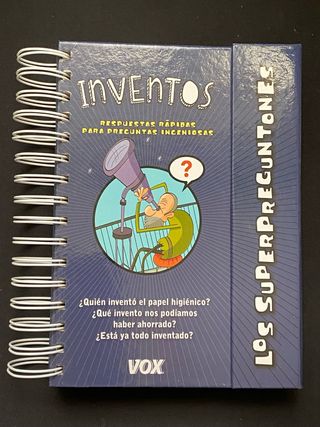 INVENTOS
RESPUESTAS RÁPIDAS
PARA PREGUNTAS INGENIOSAS
?
¿Quién inventó el papel higiénico?
¿Qué invento nos podíamos
haber ahorrado?
¿Está ya todo inventado?
VOX
LOS SUPERPREGUNTONES